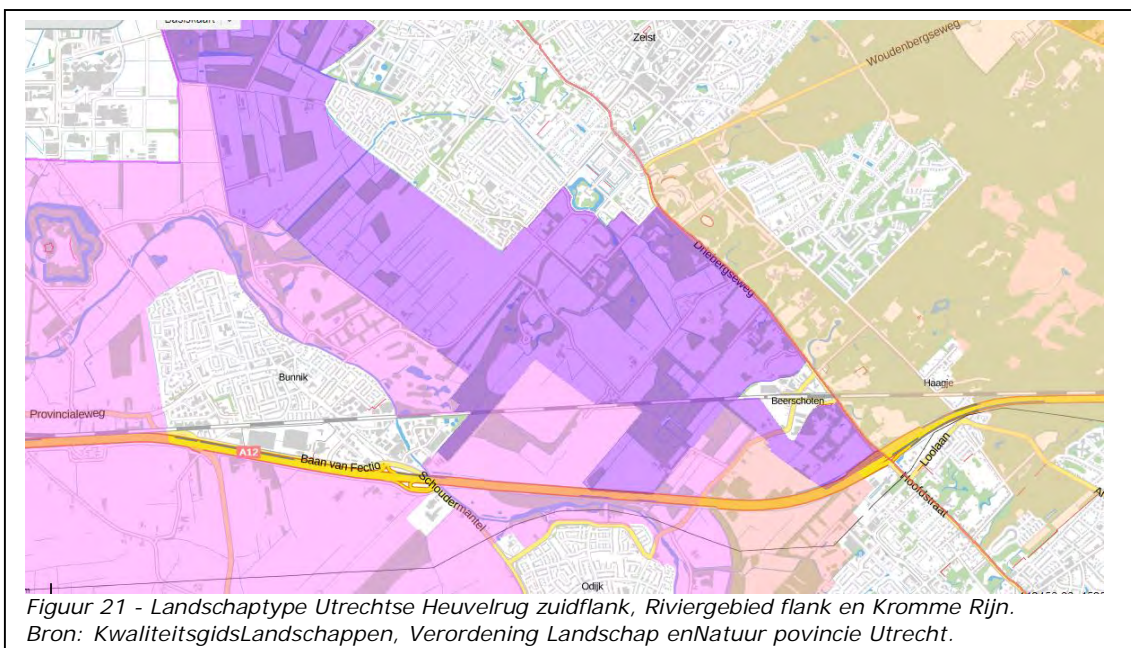 Basiskaart
Zeist
Woudenbergseweg
Driebergseweg
Bunnik
Haagje
Beerschoten
Provincialeweg
A12
Baan van Fectio
Loolaan
Schoudermantel
Hoofdstraat
Odijk
Figuur 21 - Landschaptype Utrechtse Heuvelrug zuidflank, Riviergebied flank en Kromme Rijn.
Bron: KwaliteitsgidsLandschappen, Verordening Landschap enNatuur povincie Utrecht.